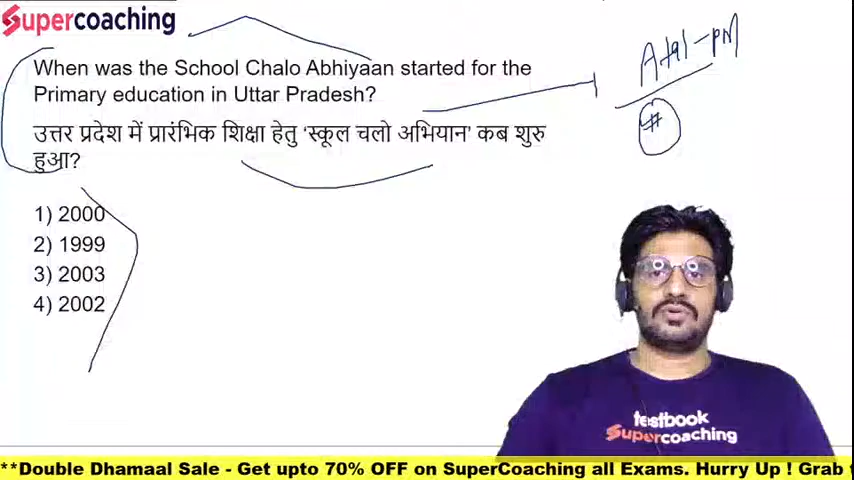 Supercoaching
When was the School Chalo Abhiyaan started for the
Primary education in Uttar Pradesh?
उत्तर प्रदेश में प्रारंभिक शिक्षा हेतु ‘स्कूल चलो अभियान’ कब शुरु
हुआ?
1) 2000
2) 1999
3) 2003
4) 2002
Atal-PM
#
testbook
Supercoaching
**Double Dhamaal Sale - Get upto 70% OFF on SuperCoaching all Exams. Hurry Up ! Grab